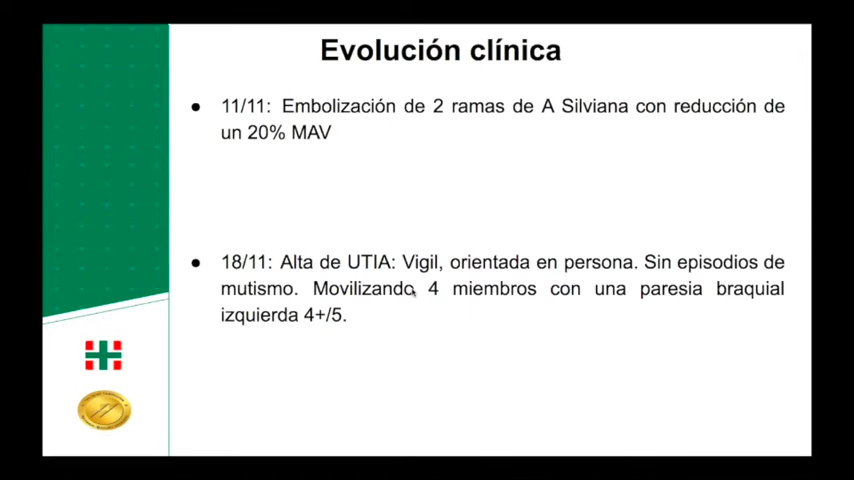 Evolución clínica
● 11/11: Embolización de 2 ramas de A Silviana con reducción de
un 20% MAV
● 18/11: Alta de UTIA: Vigil, orientada en persona. Sin episodios de
mutismo. Movilizando 4 miembros con una paresia braquial
izquierda 4+/5.